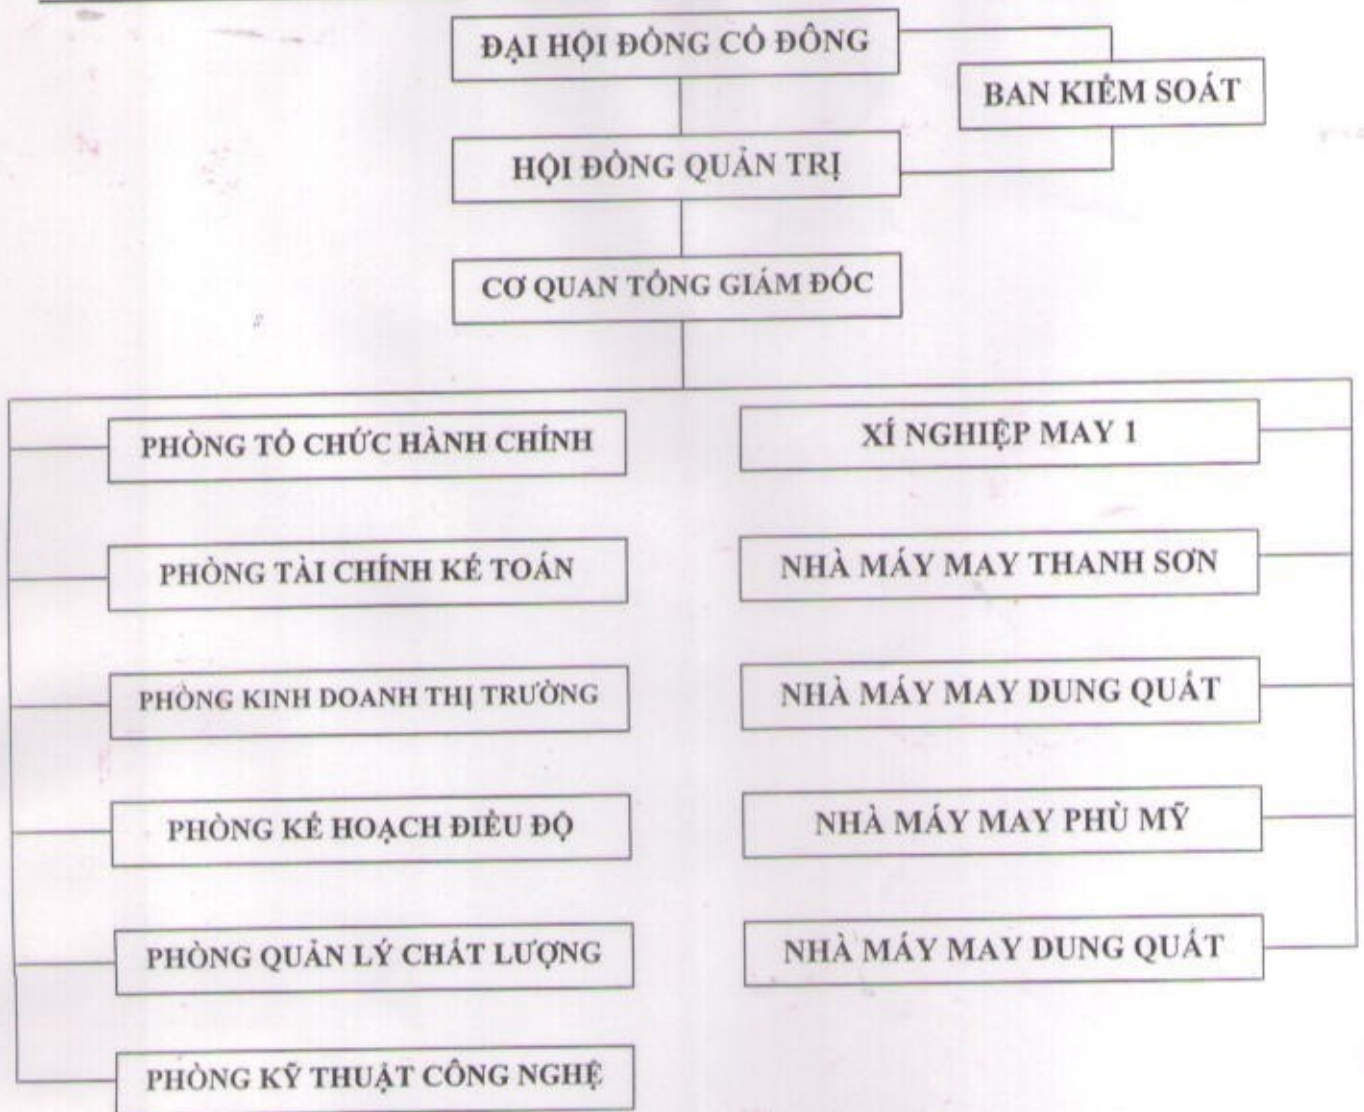 ĐẠI HỘI ĐỒNG CỔ ĐÔNG
BAN KIỂM SOÁT
HỘI ĐỒNG QUẢN TRỊ
CƠ QUAN TỔNG GIÁM ĐỐC
PHÒNG TỔ CHỨC HÀNH CHÍNH
XÍ NGHIỆP MAY 1
PHÒNG TÀI CHÍNH KẾ TOÁN
NHÀ MÁY MAY THANH SƠN
PHÒNG KINH DOANH THỊ TRƯỜNG
NHÀ MÁY MAY DUNG QUẤT
PHÒNG KẾ HOẠCH ĐIỀU ĐỘ
NHÀ MÁY MAY PHÙ MỸ
PHÒNG QUẢN LÝ CHẤT LƯỢNG
NHÀ MÁY MAY DUNG QUẤT
PHÒNG KỸ THUẬT CÔNG NGHỆ